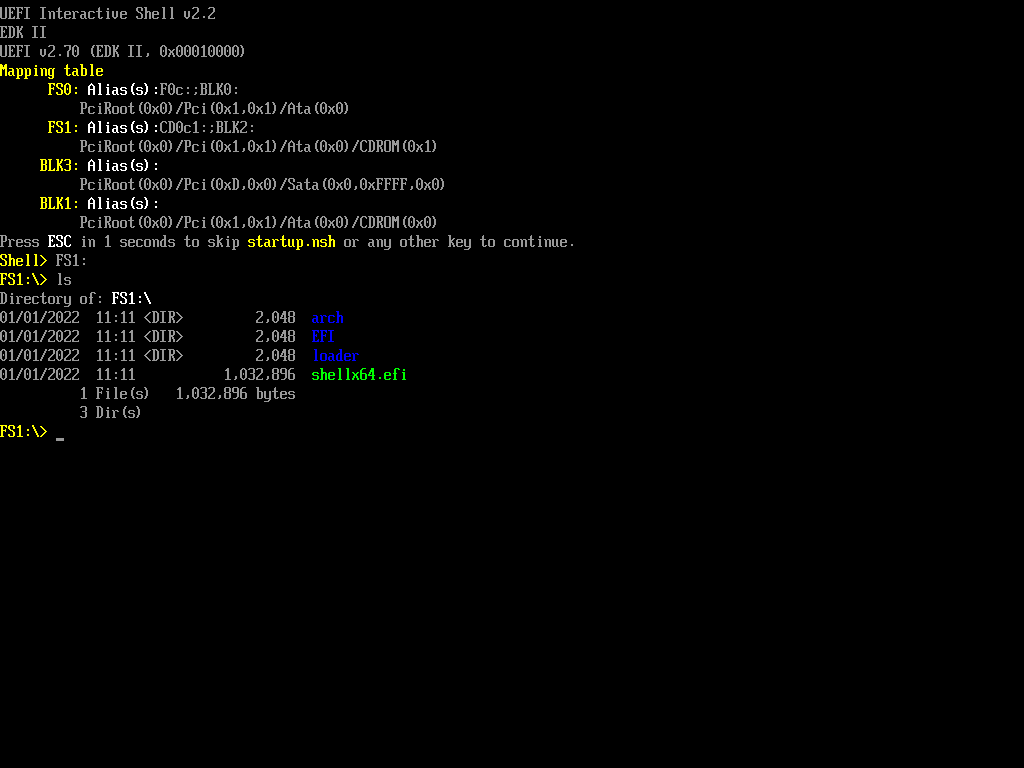 UEFI Interactive Shell v2.2
EDK II
UEFI v2.70 (EDK II, 0x00010000)
Mapping table
      FS0: Alias(s):F0c:;BLK0:
          PciRoot(0x0)/Pci(0x1,0x1)/Ata(0x0)
      FS1: Alias(s):CD0c1:;BLK2:
          PciRoot(0x0)/Pci(0x1,0x1)/Ata(0x0)/CDROM(0x1)
     BLK3: Alias(s):
          PciRoot(0x0)/Pci(0xD,0x0)/Sata(0x0,0xFFFF,0x0)
     BLK1: Alias(s):
          PciRoot(0x0)/Pci(0x1,0x1)/Ata(0x0)/CDROM(0x0)
Press ESC in 1 seconds to skip startup.nsh or any other key to continue.
Shell> FS1:
FS1:\> ls
Directory of: FS1:\
01/01/2022  11:11 <DIR>         2,048  arch
01/01/2022  11:11 <DIR>         2,048  EFI
01/01/2022  11:11 <DIR>         2,048  loader
01/01/2022  11:11           1,032,896  shellx64.efi
          1 File(s)   1,032,896 bytes
          3 Dir(s)
FS1:\> _